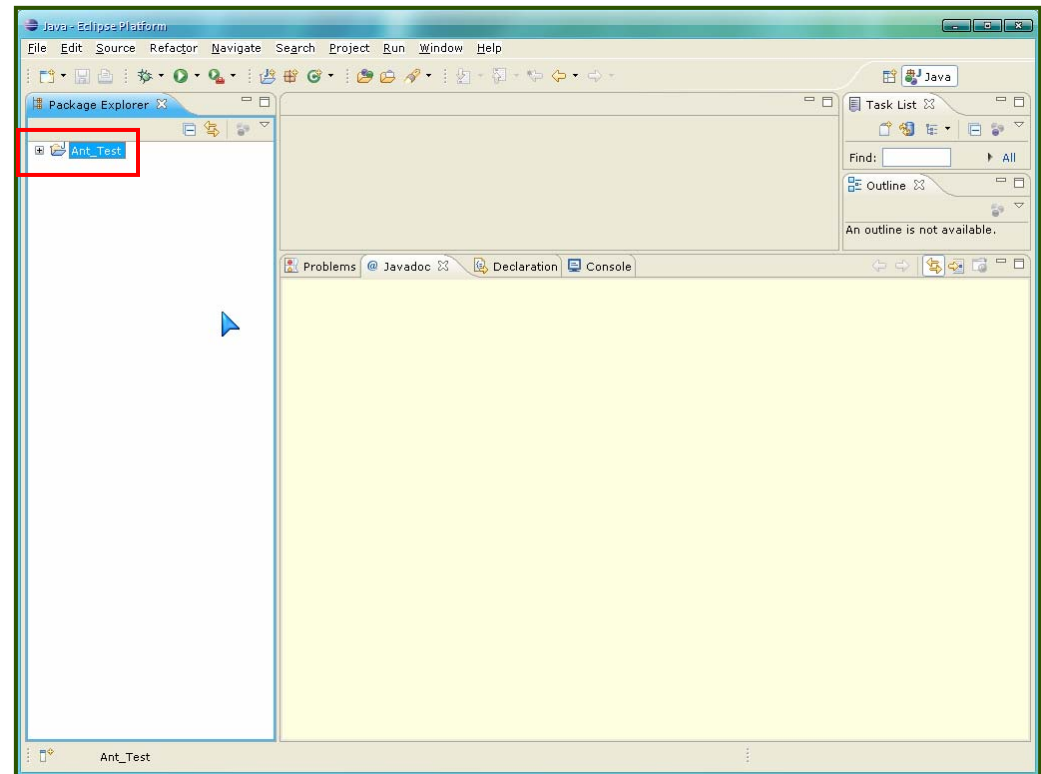 Java - Eclipse Platform
File Edit Source Refactor Navigate Search Project Run Window Help
Java
Package Explorer
Task List
Ant_Test
Find: All
Outline
An outline is not available.
Problems @ Javadoc Declaration Console
Ant_Test